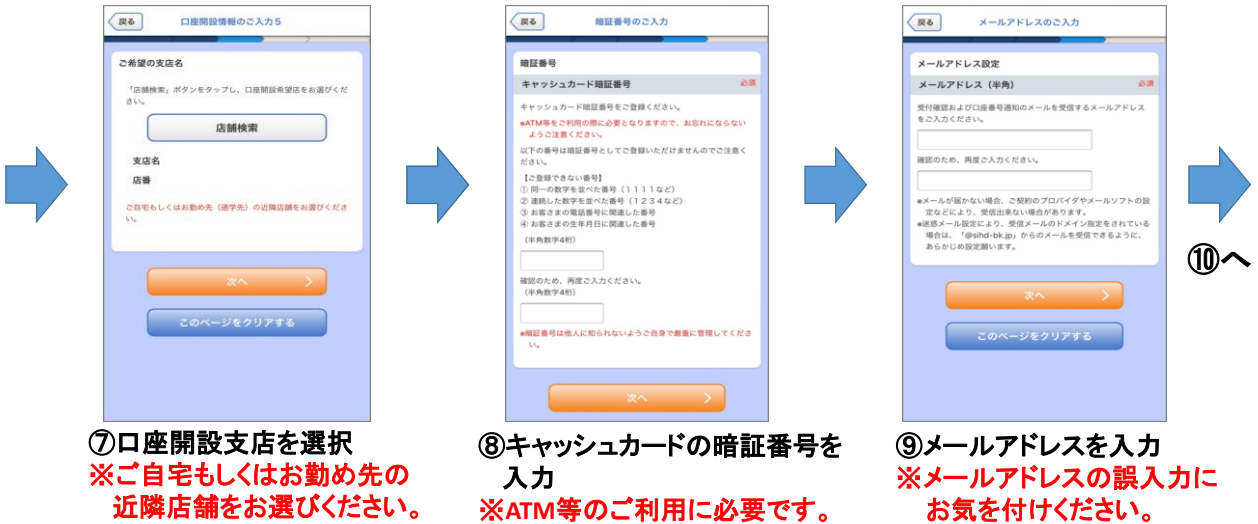 戻る
口座開設情報のご入力5
ご希望の支店名
「店舗検索」ボタンをタップし、口座開設希望店をお選びくだ
さい。
店舗検索
支店名
店番
ご自宅もしくはお勤め先（通学先）の近隣店舗をお選びくださ
い。
次へ
このページをクリアする
⑦口座開設支店を選択
※ご自宅もしくはお勤め先の
近隣店舗をお選びください。
戻る
暗証番号のご入力
暗証番号
キャッシュカード暗証番号
必須
キャッシュカード暗証番号をご登録ください。
※ATM等をご利用の際に必要となりますので、お忘れにならない
ようご注意ください。
以下の番号は暗証番号としてご登録いただけませんのでご注意く
ださい。
【ご登録できない番号】
① 同一の数字を並べた番号（1111など）
② 連続した数字を並べた番号（1234など）
③ お客さまの電話番号に関連した番号
④ お客さまの生年月日に関連した番号
（半角数字4桁）
確認のため、再度ご入力ください。
（半角数字4桁）
※暗証番号は他人に知られないようご自身で厳重に管理してくださ
い。
次へ
⑧キャッシュカードの暗証番号を
入力
※ATM等のご利用に必要です。
戻る
メールアドレスのご入力
メールアドレス設定
メールアドレス（半角）
必須
受付確認および口座番号通知のメールを受信するメールアドレス
をご入力ください。
確認のため、再度ご入力ください。
※メールが届かない場合、ご契約のプロバイダやメールソフトの設
定などにより、受信出来ない場合があります。
※迷惑メール設定により、受信メールのドメイン指定をされている
場合は、「@sihd-bk.jp」からのメールを受信できるように、
あらかじめ設定願います。
次へ
このページをクリアする
⑨メールアドレスを入力
※メールアドレスの誤入力に
お気を付けください。
⑩へ